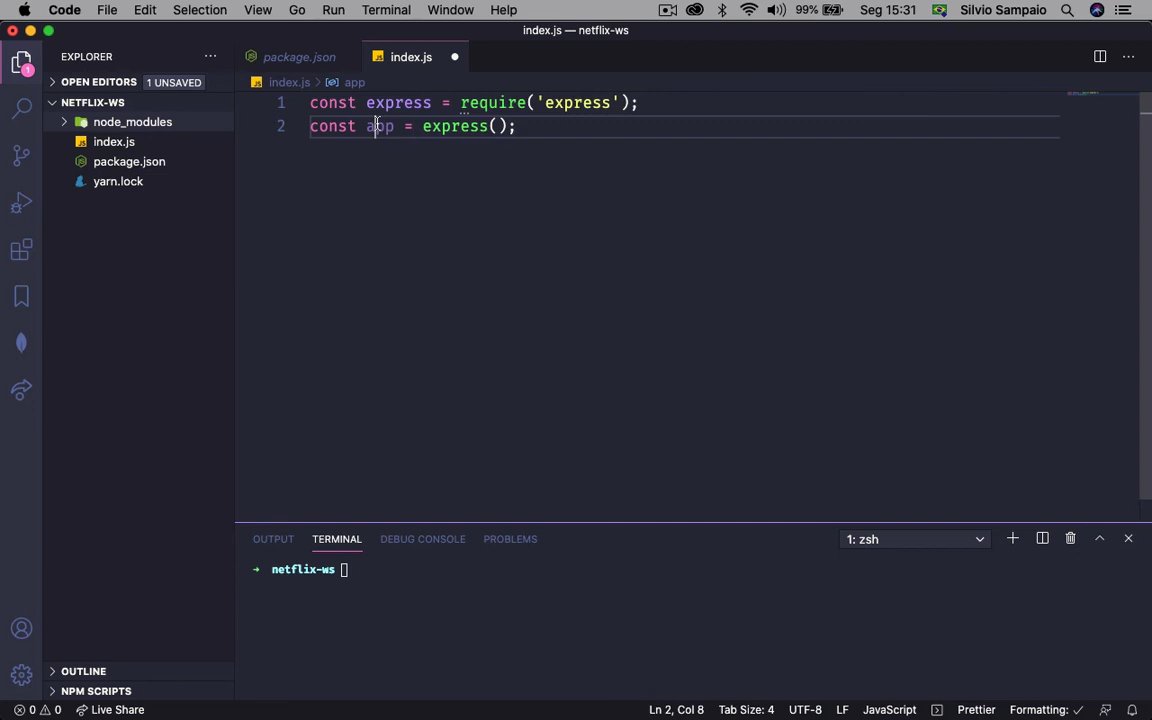 Code File Edit Selection View Go Run Terminal Window Help 99% Seg 15:31 Silvio Sampaio
index.js — netflix-ws
EXPLORER
package.json
index.js
OPEN EDITORS 1 UNSAVED
index.js > app
NETFLIX-WS
node_modules
index.js
package.json
yarn.lock
1
1 const express = require('express');
2 const app = express();
OUTPUT TERMINAL DEBUG CONSOLE PROBLEMS 1: zsh
→ netflix-ws
OUTLINE
NPM SCRIPTS
0 0 Live Share Ln 2, Col 8 Tab Size: 4 UTF-8 LF JavaScript Prettier Formatting: ✓